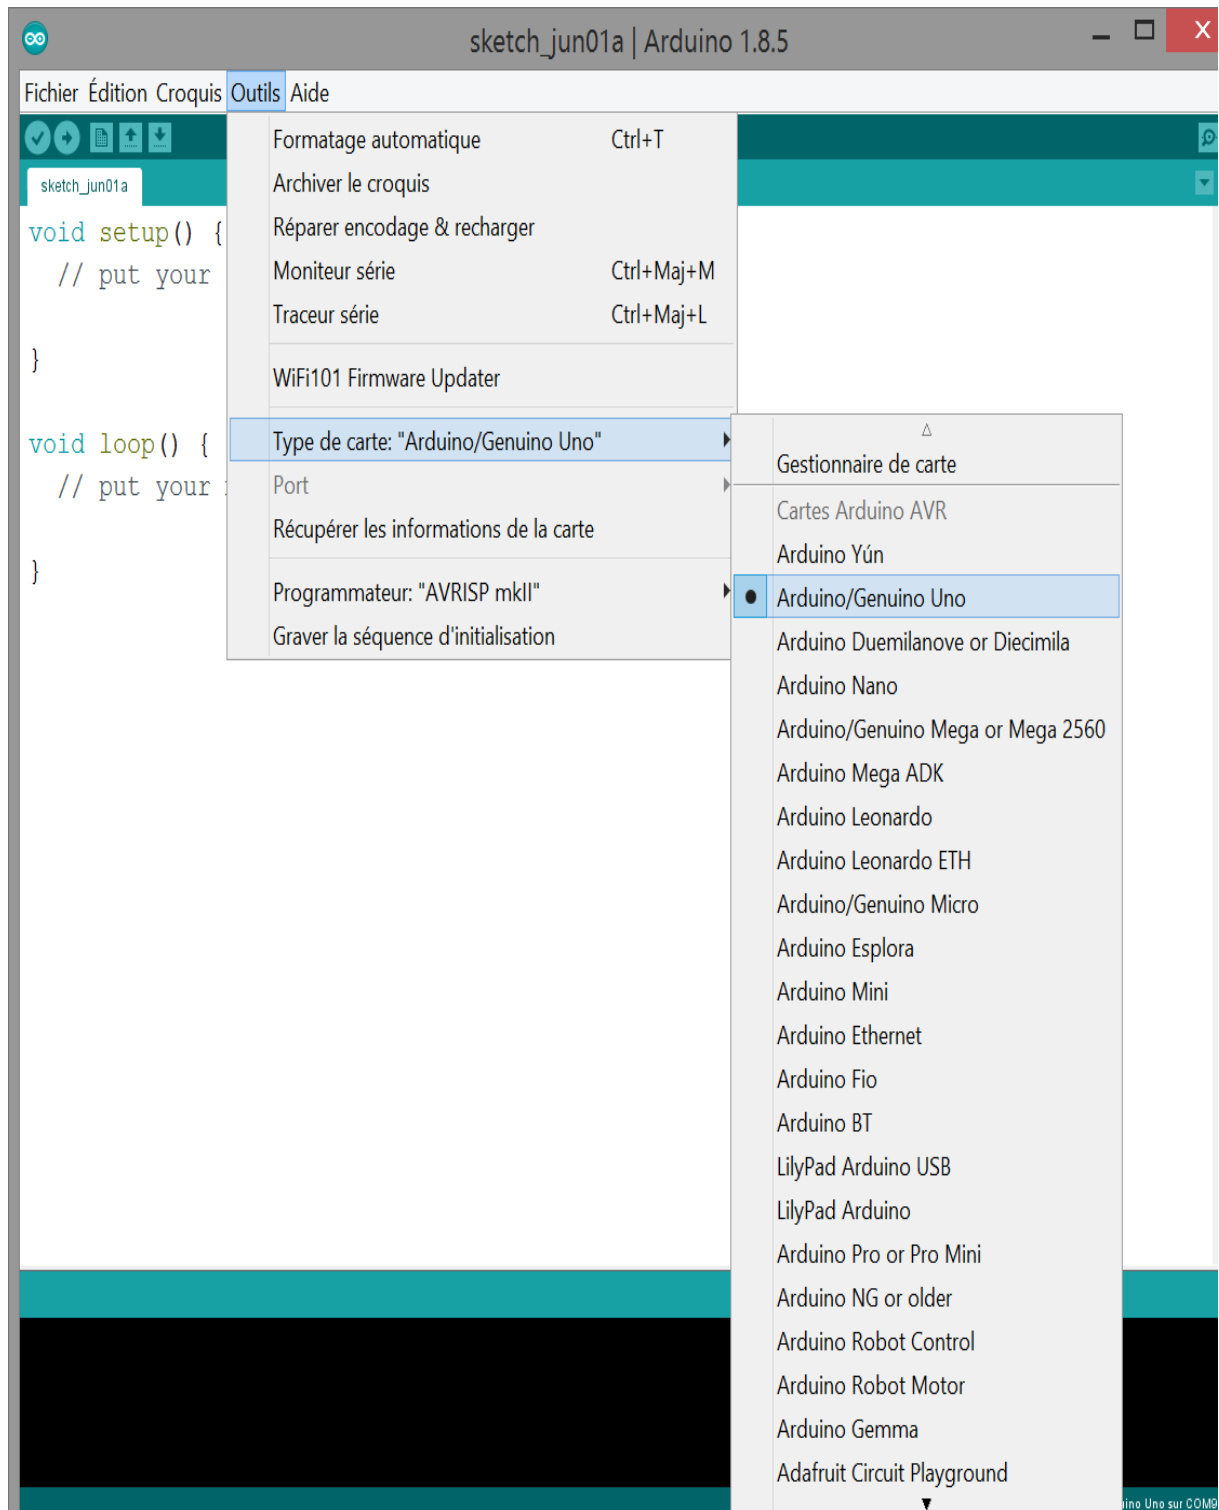 sketch_jun01a | Arduino 1.8.5
Fichier Édition Croquis Outils Aide
sketch_jun01a
void setup() {
// put your
}
void loop() {
// put your
}
Formatage automatique Ctrl+T
Archiver le croquis
Réparer encodage & recharger
Moniteur série Ctrl+Maj+M
Traceur série Ctrl+Maj+L
WiFi101 Firmware Updater
Type de carte: "Arduino/Genuino Uno"
Port
Récupérer les informations de la carte
Programmateur: "AVRISP mkII"
Graver la séquence d'initialisation
Gestionnaire de carte
Cartes Arduino AVR
Arduino Yún
Arduino/Genuino Uno
Arduino Duemilanove or Diecimila
Arduino Nano
Arduino/Genuino Mega or Mega 2560
Arduino Mega ADK
Arduino Leonardo
Arduino Leonardo ETH
Arduino/Genuino Micro
Arduino Esplora
Arduino Mini
Arduino Ethernet
Arduino Fio
Arduino BT
LilyPad Arduino USB
LilyPad Arduino
Arduino Pro or Pro Mini
Arduino NG or older
Arduino Robot Control
Arduino Robot Motor
Arduino Gemma
Adafruit Circuit Playground
Uno sur COM9